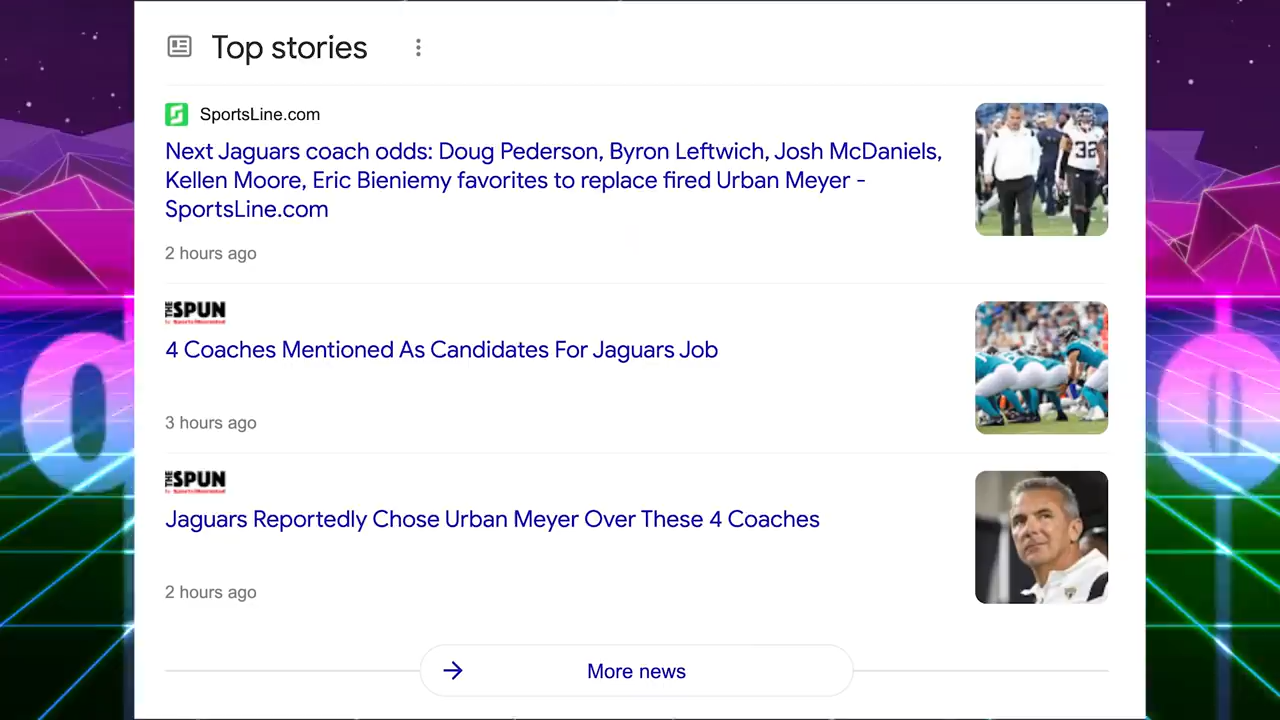 Top stories
SportsLine.com
Next Jaguars coach odds: Doug Pederson, Byron Leftwich, Josh McDaniels,
Kellen Moore, Eric Bieniemy favorites to replace fired Urban Meyer -
SportsLine.com
32
2 hours ago
THE SPUN
4 Coaches Mentioned As Candidates For Jaguars Job
3 hours ago
THE SPUN
Jaguars Reportedly Chose Urban Meyer Over These 4 Coaches
2 hours ago
More news